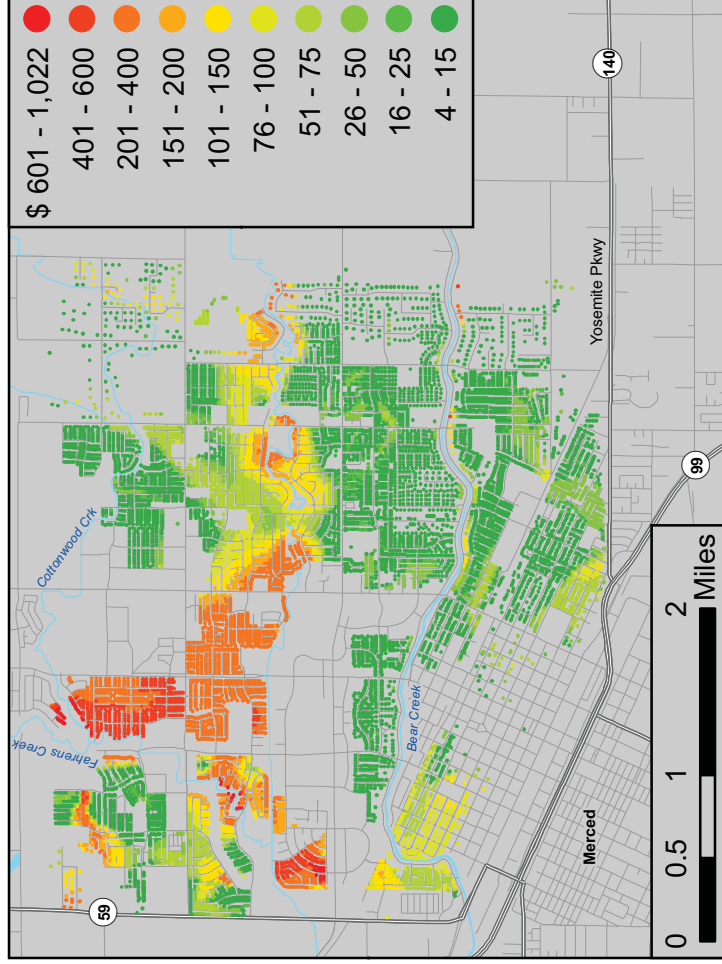 $ 601 - 1,022
401 - 600
201 - 400
151 - 200
101 - 150
76 - 100
51 - 75
26 - 50
16 - 25
4 - 15
Cottonwood Crk
Fahrens Creek
59
Bear Creek
140
Yosemite Pkwy
99
Merced
0 0.5 1 2
Miles